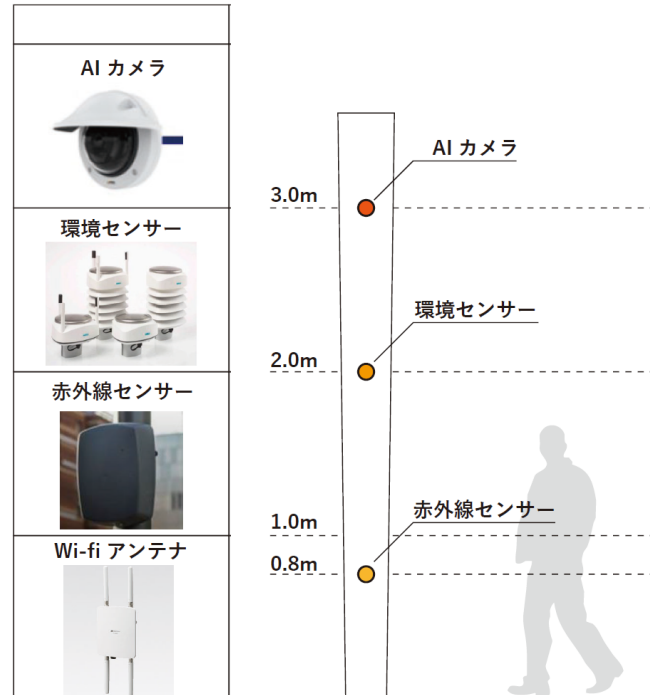 AI カメラ
環境センサー
赤外線センサー
Wi-fi アンテナ
AI カメラ
3.0m
環境センサー
2.0m
赤外線センサー
1.0m
0.8m